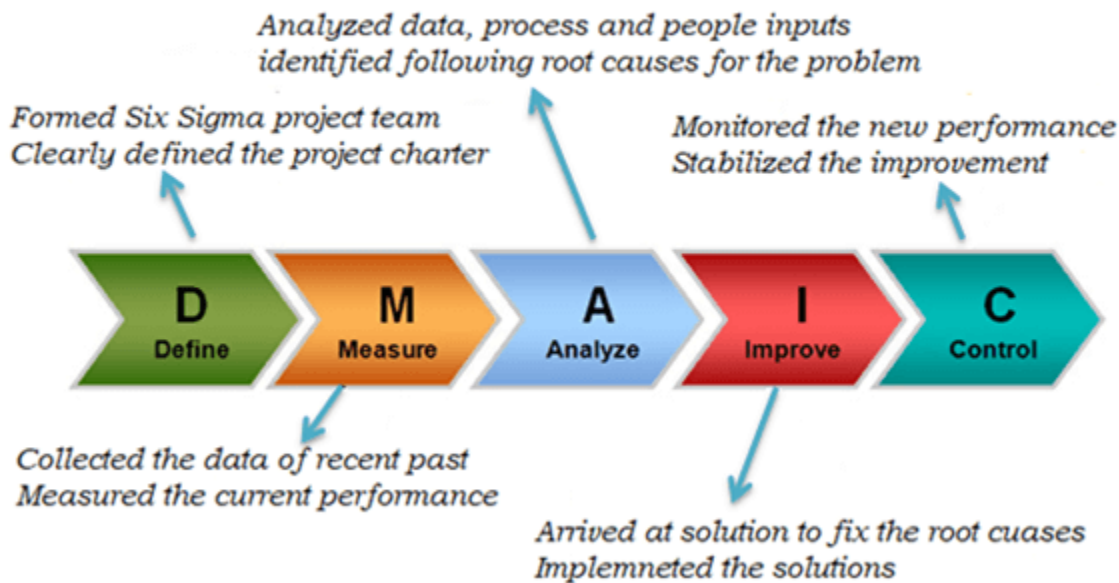 Analyzed data, process and people inputs
identified following root causes for the problem
Formed Six Sigma project team
Clearly defined the project charter
Monitored the new performance
Stabilized the improvement
D
Define
M
Measure
A
Analyze
I
Improve
C
Control
Collected the data of recent past
Measured the current performance
Arrived at solution to fix the root cuases
Implemneted the solutions